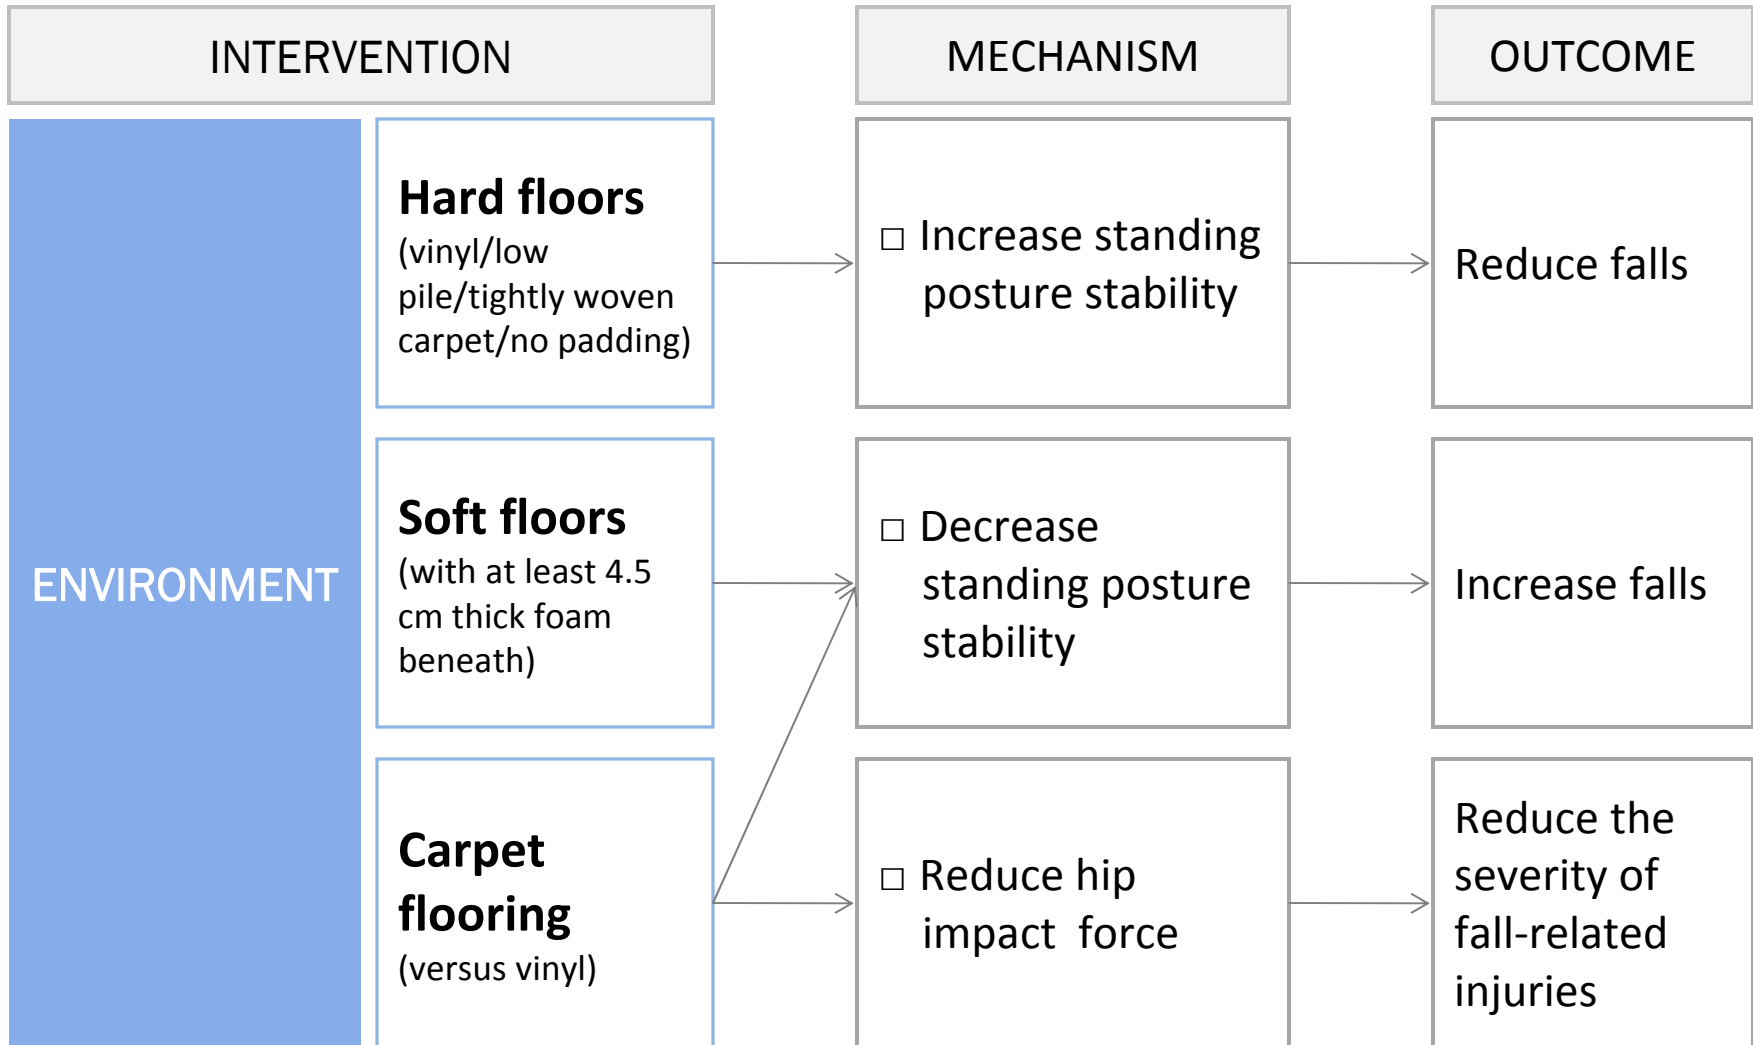 INTERVENTION
MECHANISM
OUTCOME
ENVIRONMENT
Hard floors
(vinyl/low
pile/tightly woven
carpet/no padding)
□ Increase standing
posture stability
Reduce falls
Soft floors
(with at least 4.5
cm thick foam
beneath)
□ Decrease
standing posture
stability
Increase falls
Carpet
flooring
(versus vinyl)
□ Reduce hip
impact force
Reduce the
severity of
fall-related
injuries